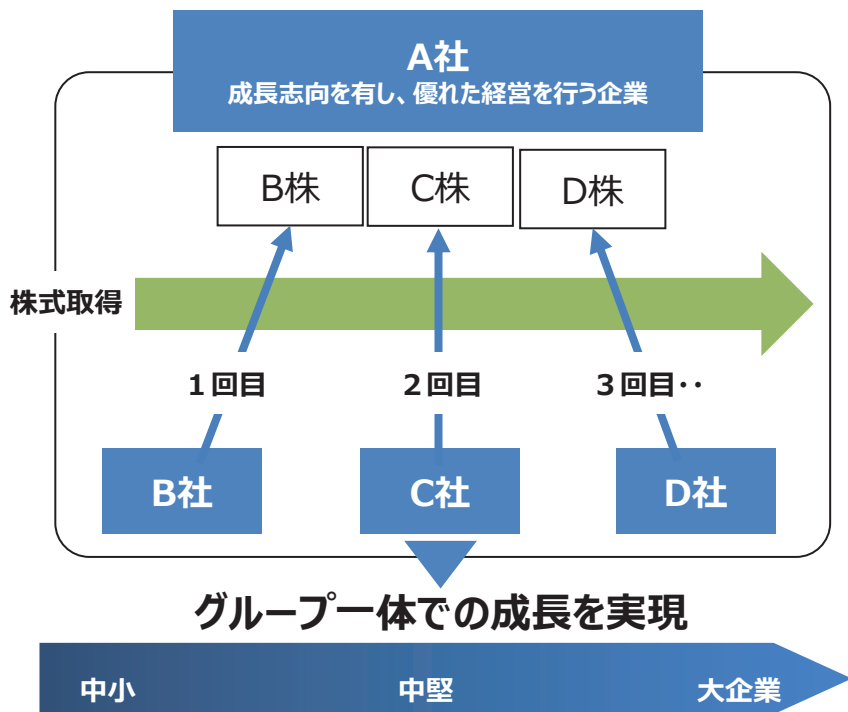 A社
成長志向を有し、優れた経営を行う企業
B株
C株
D株
株式取得
１回目
２回目
３回目・・
B社
C社
D社
グループ一体での成長を実現
中小
中堅
大企業